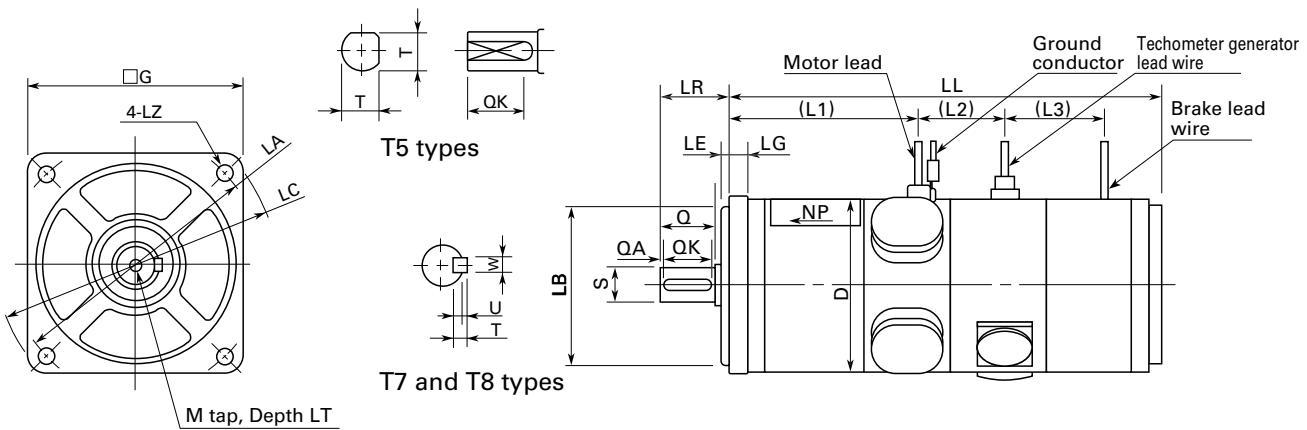 □G
4-LZ
LA
LC
M tap, Depth LT
T
T
QK
T5 types
W
U
T
T7 and T8 types
Motor lead
Ground
conductor
Techometer generator
lead wire
Brake lead
wire
LR
LL
(L1)
(L2)
(L3)
LE
LG
NP
Q
QA
QK
LB
S
D